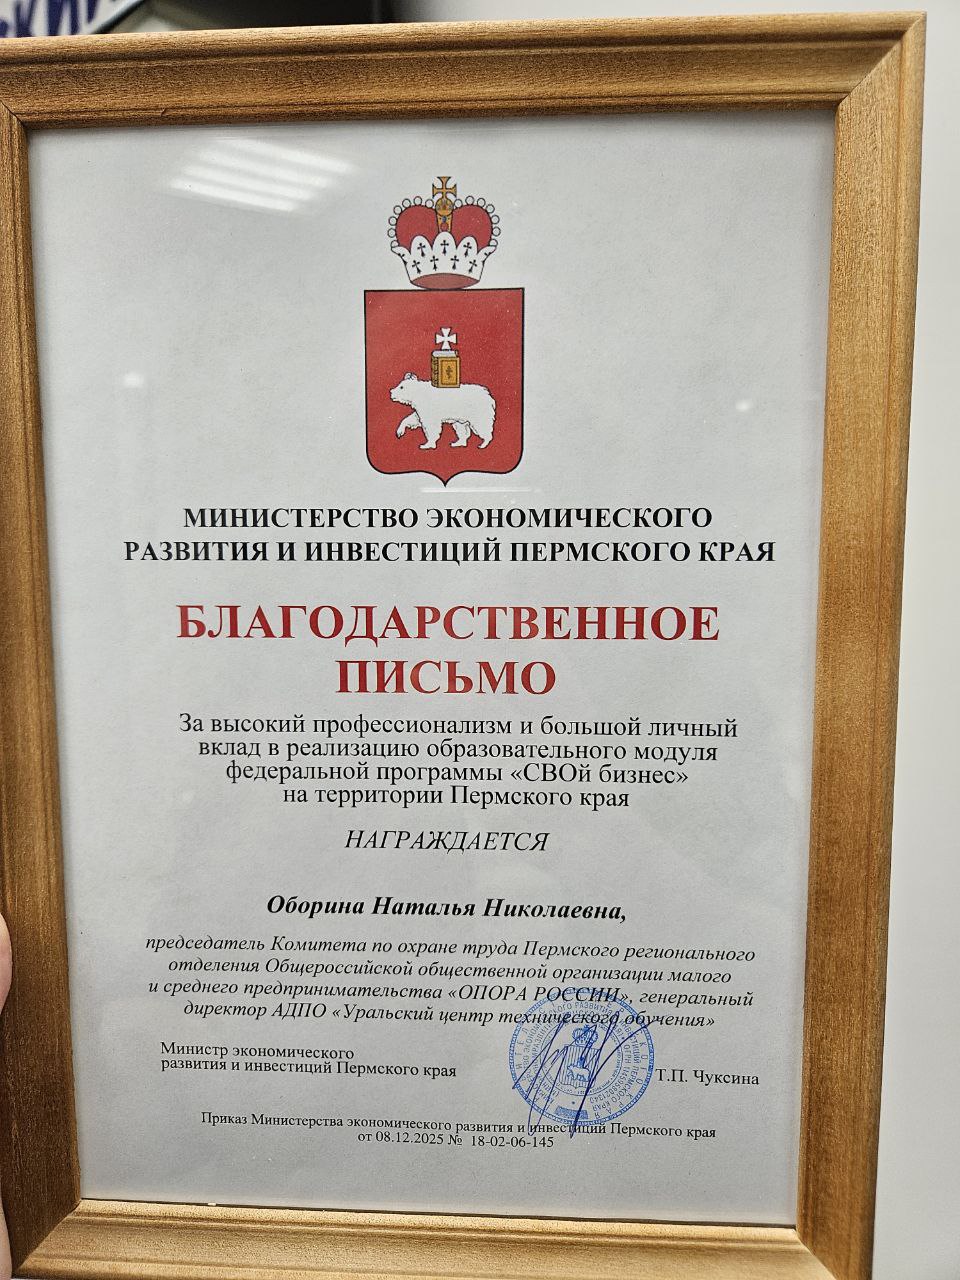 МИНИСТЕРСТВО ЭКОНОМИЧЕСКОГО
РАЗВИТИЯ И ИНВЕСТИЦИЙ ПЕРМСКОГО КРАЯ
БЛАГОДАРСТВЕННОЕ
ПИСЬМО
За высокий профессионализм и большой личный
вклад в реализацию образовательного модуля
федеральной программы «СВОй бизнес»
на территории Пермского края
НАГРАЖДАЕТСЯ
Оборина Наталья Николаевна,
председатель Комитета по охране труда Пермского регионального
отделения Общероссийской общественной организации малого
и среднего предпринимательства «ОПОРА РОССИИ», генеральный
директор АДПО «Уральский центр технического обучения»
Министр экономического
развития и инвестиций Пермского края
Т.П. Чуксина
Приказ Министерства экономического развития и инвестиций Пермского края
от 08.12.2025 № 18-02-06-145